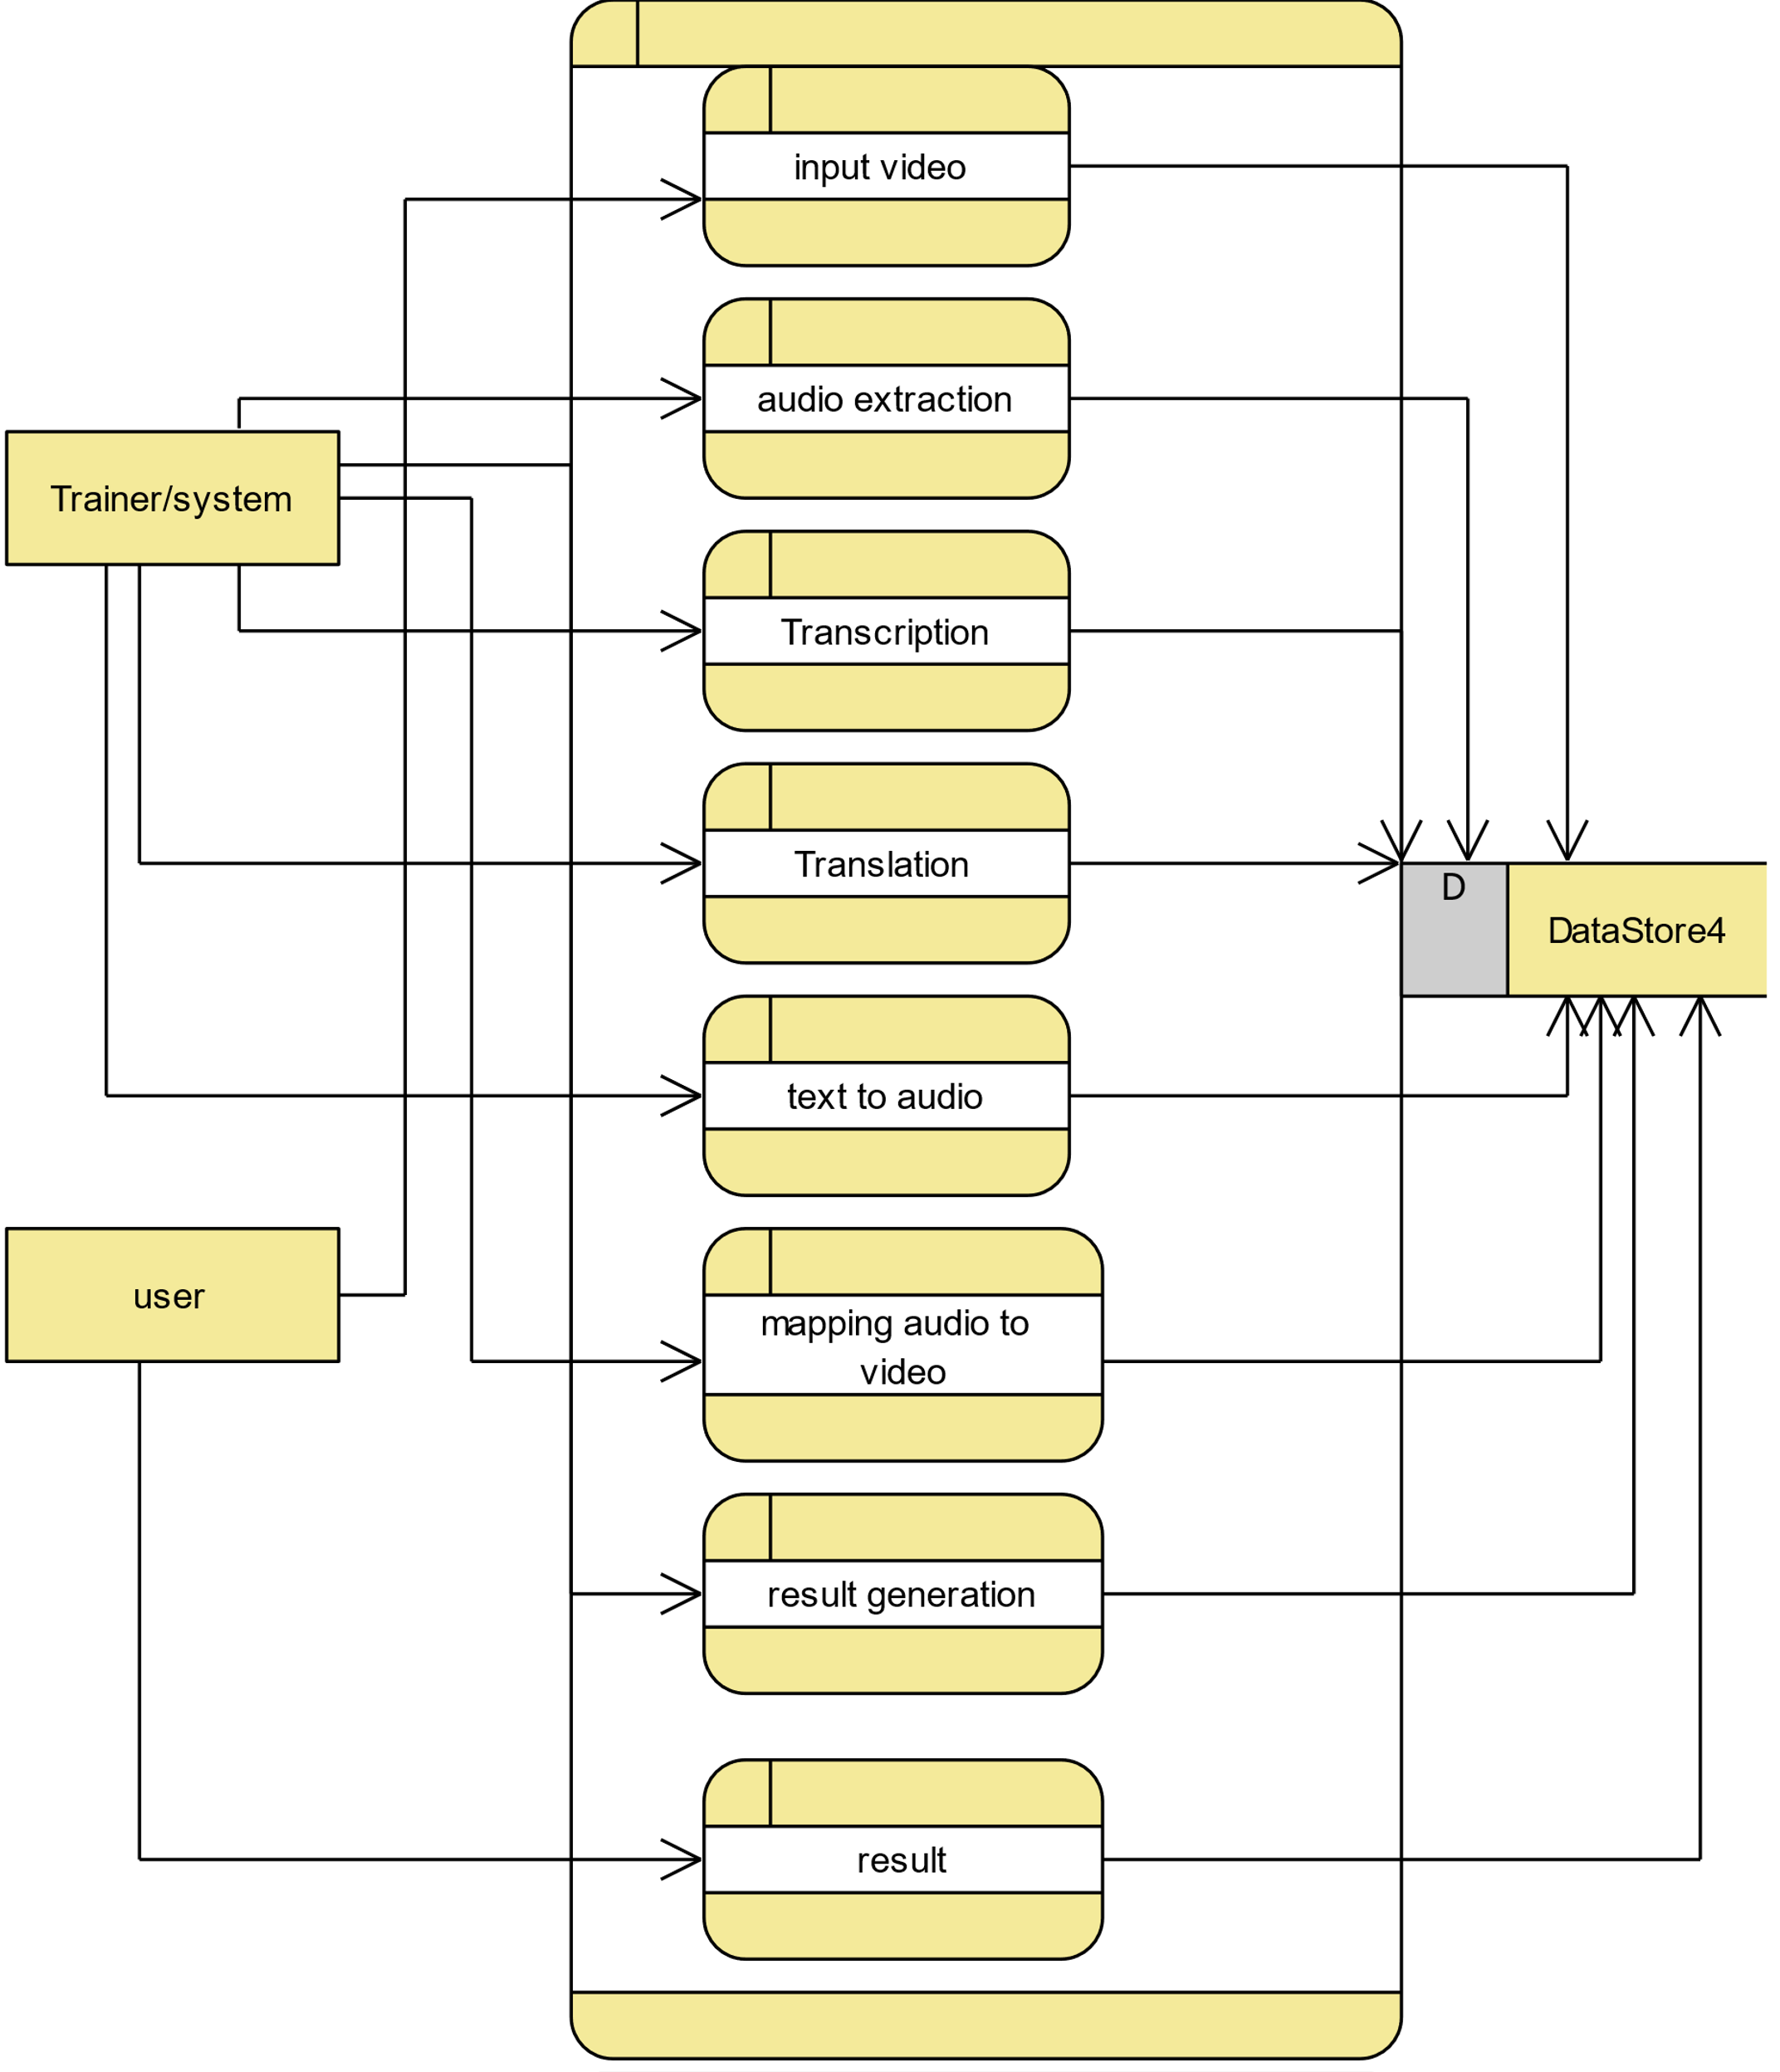 input video
audio extraction
Trainer/system
Transcription
Translation
D
DataStore4
text to audio
user
mapping audio to
video
result generation
result